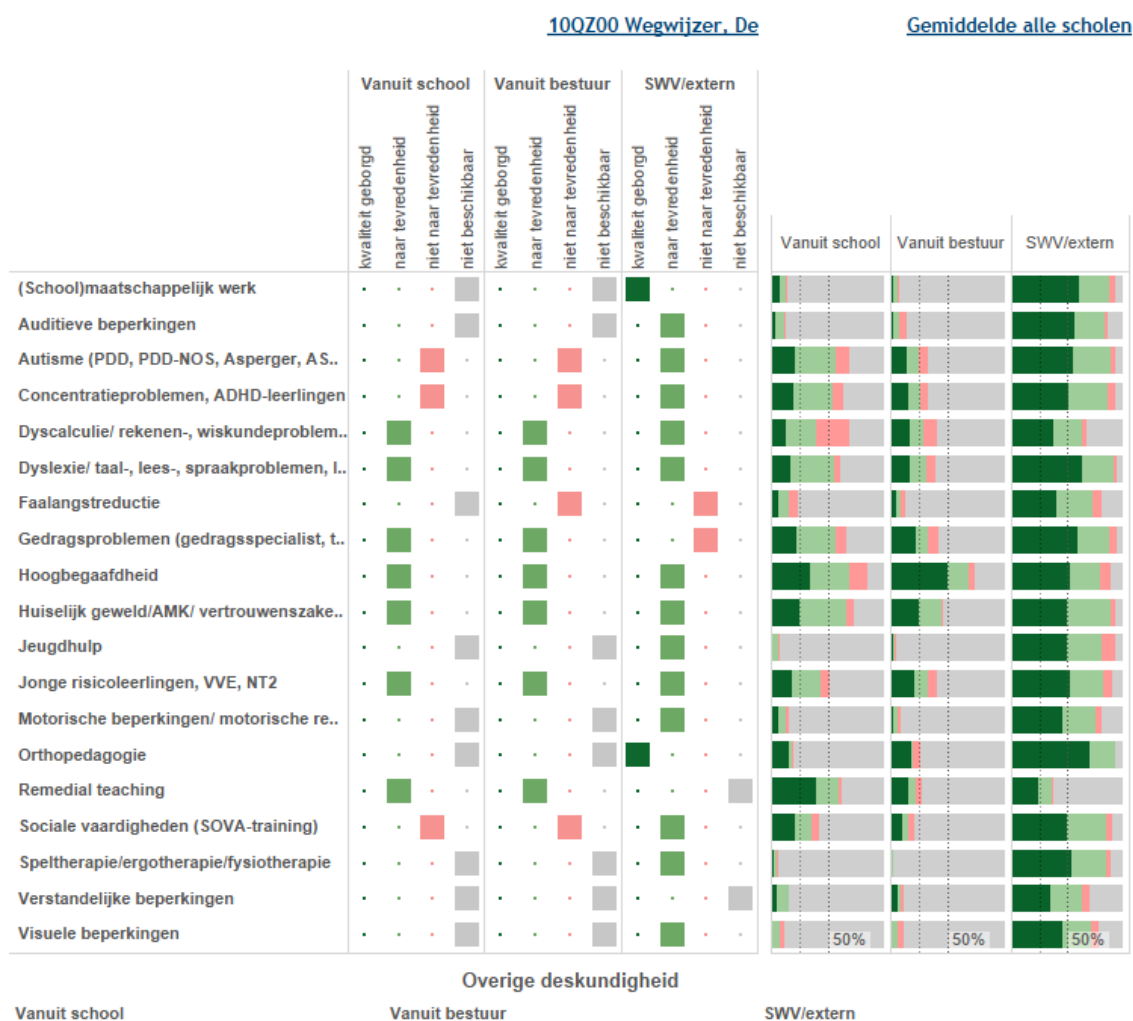 10QZ00 Wegwijzer, De
Gemiddelde alle scholen
Vanuit school
Vanuit bestuur
SWV/extern
kwaliteit geborgd
naar tevredenheid
niet naar tevredenheid
niet beschikbaar
kwaliteit geborgd
naar tevredenheid
niet naar tevredenheid
niet beschikbaar
kwaliteit geborgd
naar tevredenheid
niet naar tevredenheid
niet beschikbaar
Vanuit school
Vanuit bestuur
SWV/extern
(School)maatschappelijk werk
Auditieve beperkingen
Autisme (PDD, PDD-NOS, Asperger, AS..
Concentratieproblemen, ADHD-leerlingen
Dyscalculie/ rekenen-, wiskundeproblem..
Dyslexie/ taal-, lees-, spraakproblemen, l..
Faalangstreductie
Gedragsproblemen (gedragsspecialist, t..
Hoogbegaafdheid
Huiselijk geweld/AMK/ vertrouwenszake..
Jeugdhulp
Jonge risicoleerlingen, VVE, NT2
Motorische beperkingen/ motorische re..
Orthopedagogie
Remedial teaching
Sociale vaardigheden (SOVA-training)
Speltherapie/ergotherapie/fysiotherapie
Verstandelijke beperkingen
Visuele beperkingen
50%
50%
50%
Overige deskundigheid
Vanuit school
Vanuit bestuur
SWV/extern